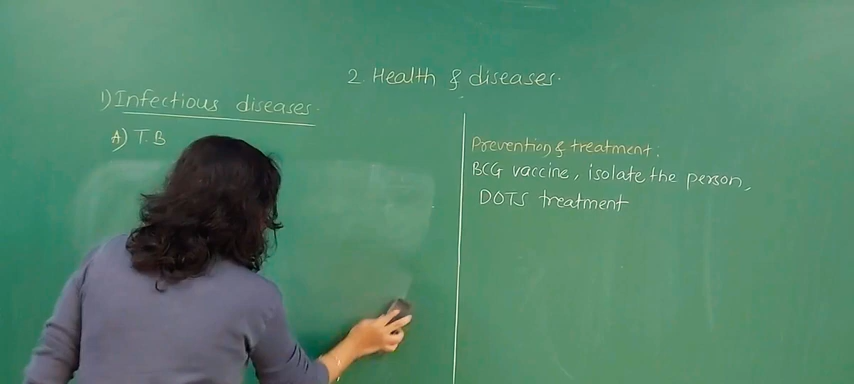 2. Health & diseases.
1) Infectious diseases.
A) T.B
Prevention & treatment:
BCG vaccine, isolate the person,
DOTS treatment